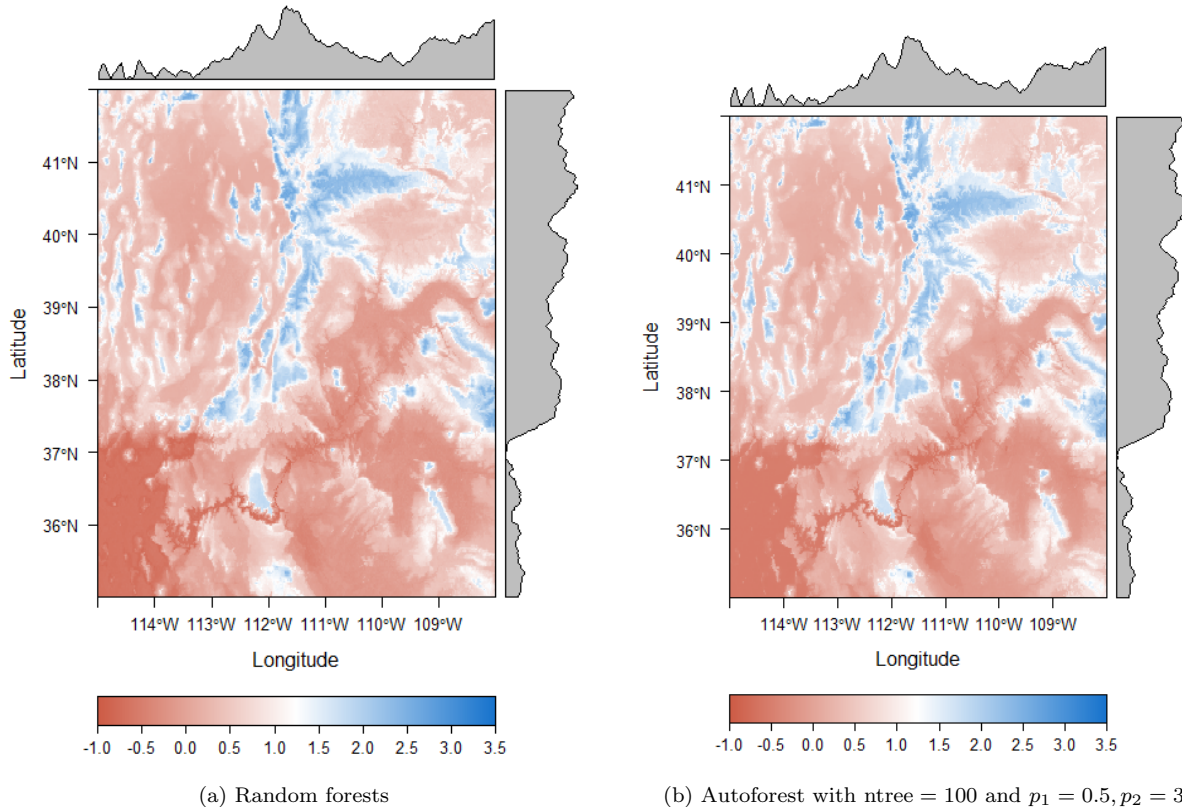 41°N
40°N
39°N
38°N
37°N
36°N
Latitude
114°W 113°W 112°W 111°W 110°W 109°W
Longitude
-1.0 -0.5 0.0 0.5 1.0 1.5 2.0 2.5 3.0 3.5
(a) Random forests
41°N
40°N
39°N
38°N
37°N
36°N
Latitude
114°W 113°W 112°W 111°W 110°W 109°W
Longitude
-1.0 -0.5 0.0 0.5 1.0 1.5 2.0 2.5 3.0 3.5
(b) Autoforest with ntree = 100 and p₁ = 0.5, p₂ = 3